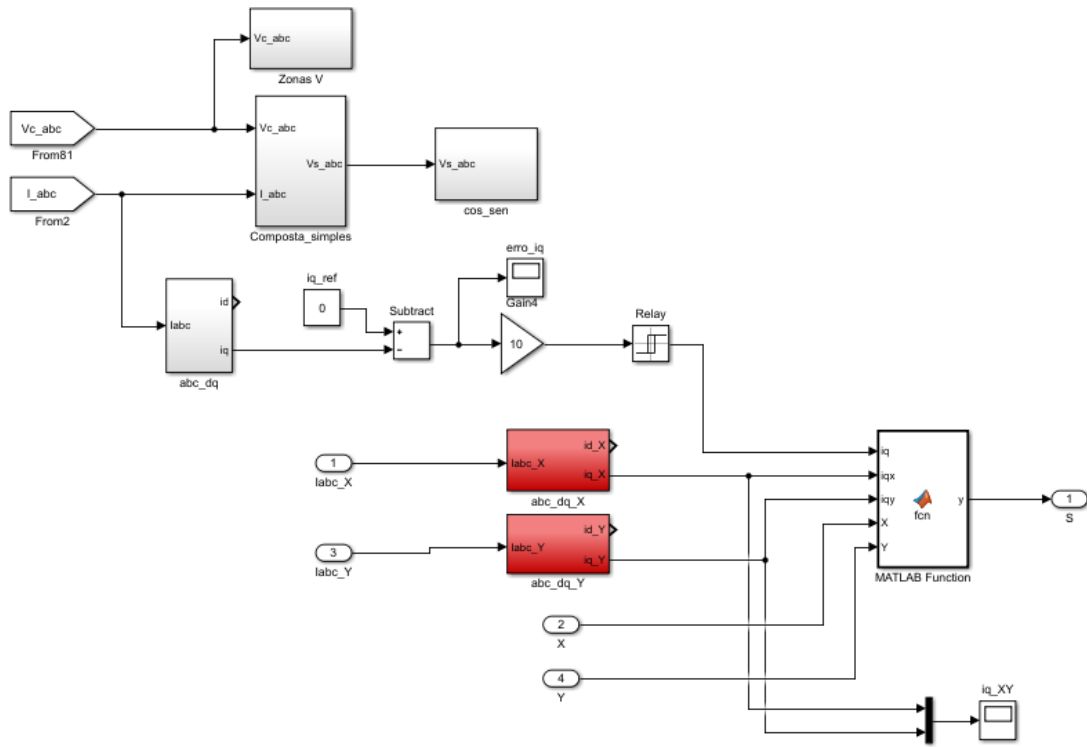 Vc_abc
Zonas V
Vc_abc
From81
Vc_abc
Vs_abc
I_abc
Composta_simples
Vs_abc
cos_sen
I_abc
From2
erro_iq
iq_ref
0
Subtract
+
−
Gain4
10
Relay
Iabc
id
iq
abc_dq
1
Iabc_X
Iabc_X
id_X
iq_X
abc_dq_X
3
Iabc_Y
Iabc_Y
id_Y
iq_Y
abc_dq_Y
iq
iqx
iqy
X
Y
fcn
y
MATLAB Function
1
S
2
X
4
Y
iq_XY